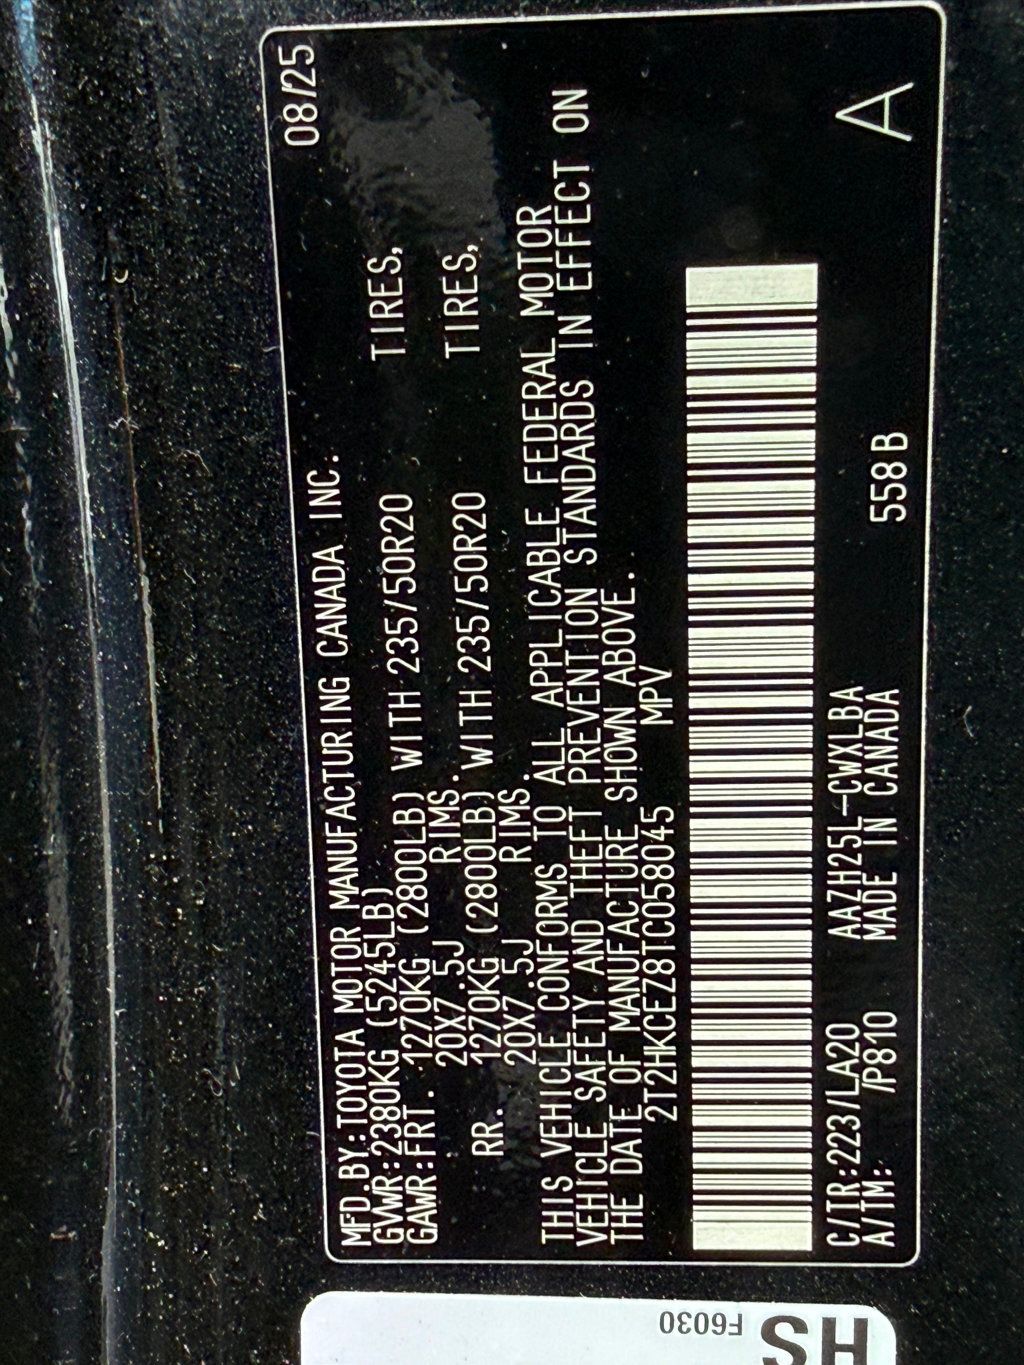 MFD.BY:TOYOTA MOTOR MANUFACTURING CANADA INC. 08/25
GVWR:2380KG (5245LB)
GAWR:FRT. 1270KG (2800LB) WITH 235/50R20 TIRES,
20X7.5J RIMS.
RR. 1270KG (2800LB) WITH 235/50R20 TIRES,
20X7.5J RIMS.
THIS VEHICLE CONFORMS TO ALL APPLICABLE FEDERAL MOTOR
VEHICLE SAFETY AND THEFT PREVENTION STANDARDS IN EFFECT ON
THE DATE OF MANUFACTURE SHOWN ABOVE.
2T2HKCEZ8TC058045 MPV
C/TR:223/LA20 AAZH25L-CWXLBA
A/TM: /P810 MADE IN CANADA 558B A
HS
F6030